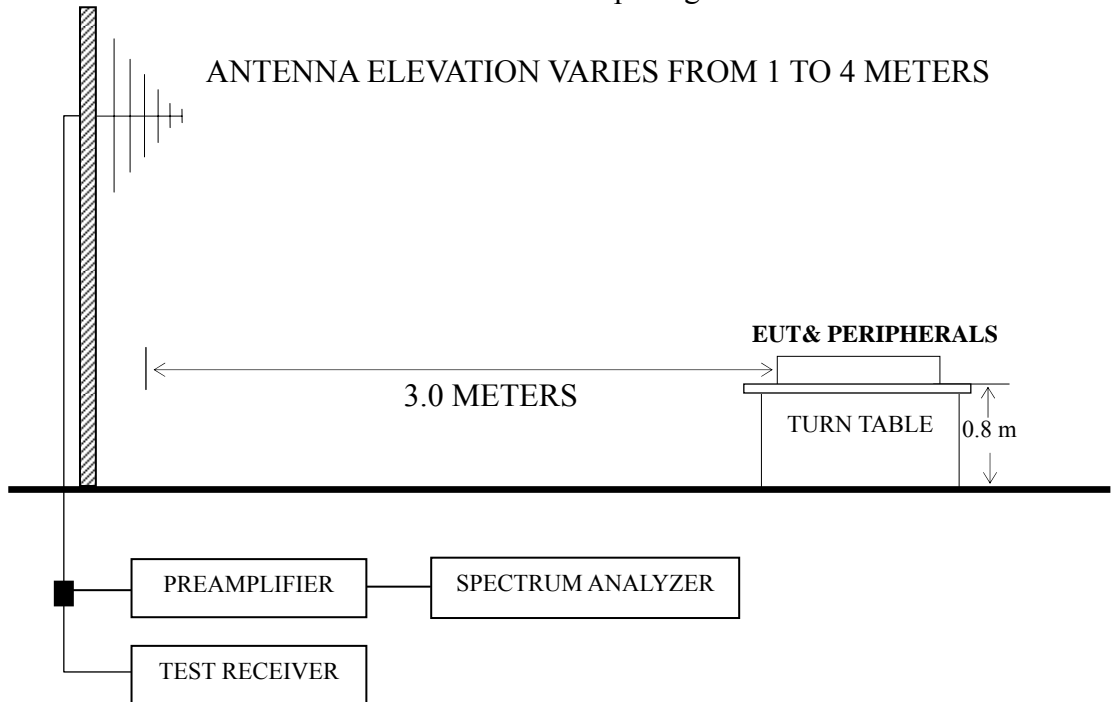 ANTENNA ELEVATION VARIES FROM 1 TO 4 METERS
EUT& PERIPHERALS
3.0 METERS
TURN TABLE
0.8 m
PREAMPLIFIER
SPECTRUM ANALYZER
TEST RECEIVER